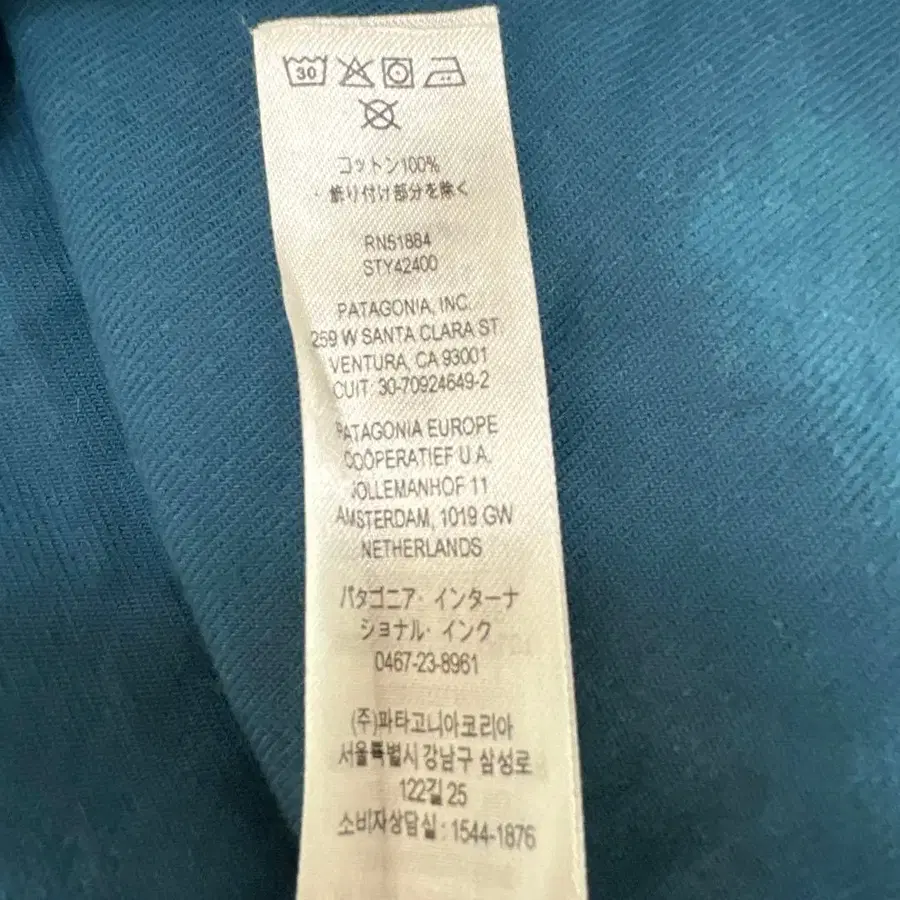 30
コットン100%
・飾り付け部分を除く
RN51884
STY42400
PATAGONIA, INC.
259 W SANTA CLARA ST
VENTURA, CA 93001
CUIT: 30-70924649-2
PATAGONIA EUROPE
COÖPERATIEF U.A.
JOLLEMANHOF 11
AMSTERDAM, 1019 GW
NETHERLANDS
パタゴニア・インターナ
ショナル・インク
0467-23-8961
(주)파타고니아코리아
서울특별시 강남구 삼성로
122길 25
소비자상담실 : 1544-1876